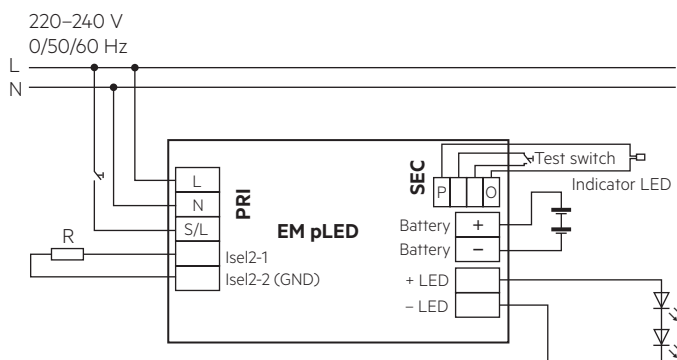 220–240 V
0/50/60 Hz
L
N
L
N
S/L
PRI
R
Isel2-1
Isel2-2 (GND)
EM pLED
SEC
P
O
Test switch
Indicator LED
Battery +
Battery –
+ LED
– LED